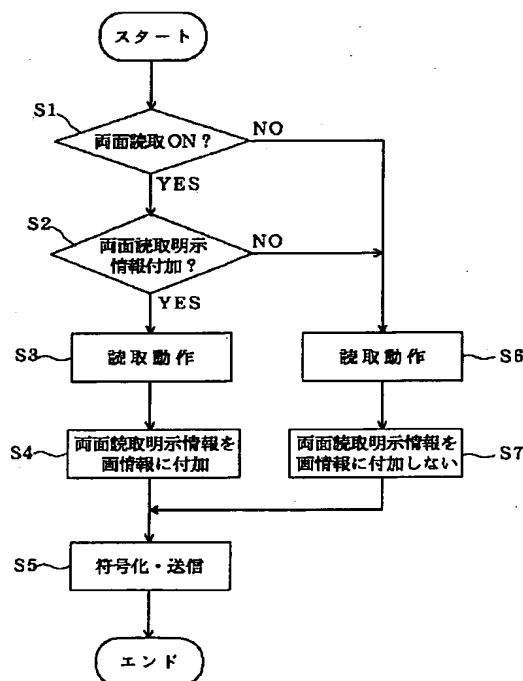 スタート
S1
両面読取ON?
NO
YES
S2
両面読取明示
情報付加?
NO
YES
S3
読取動作
読取動作
S6
S4
両面読取明示情報を
画情報に付加
両面読取明示情報を
画情報に付加しない
S7
S5
符号化・送信
エンド